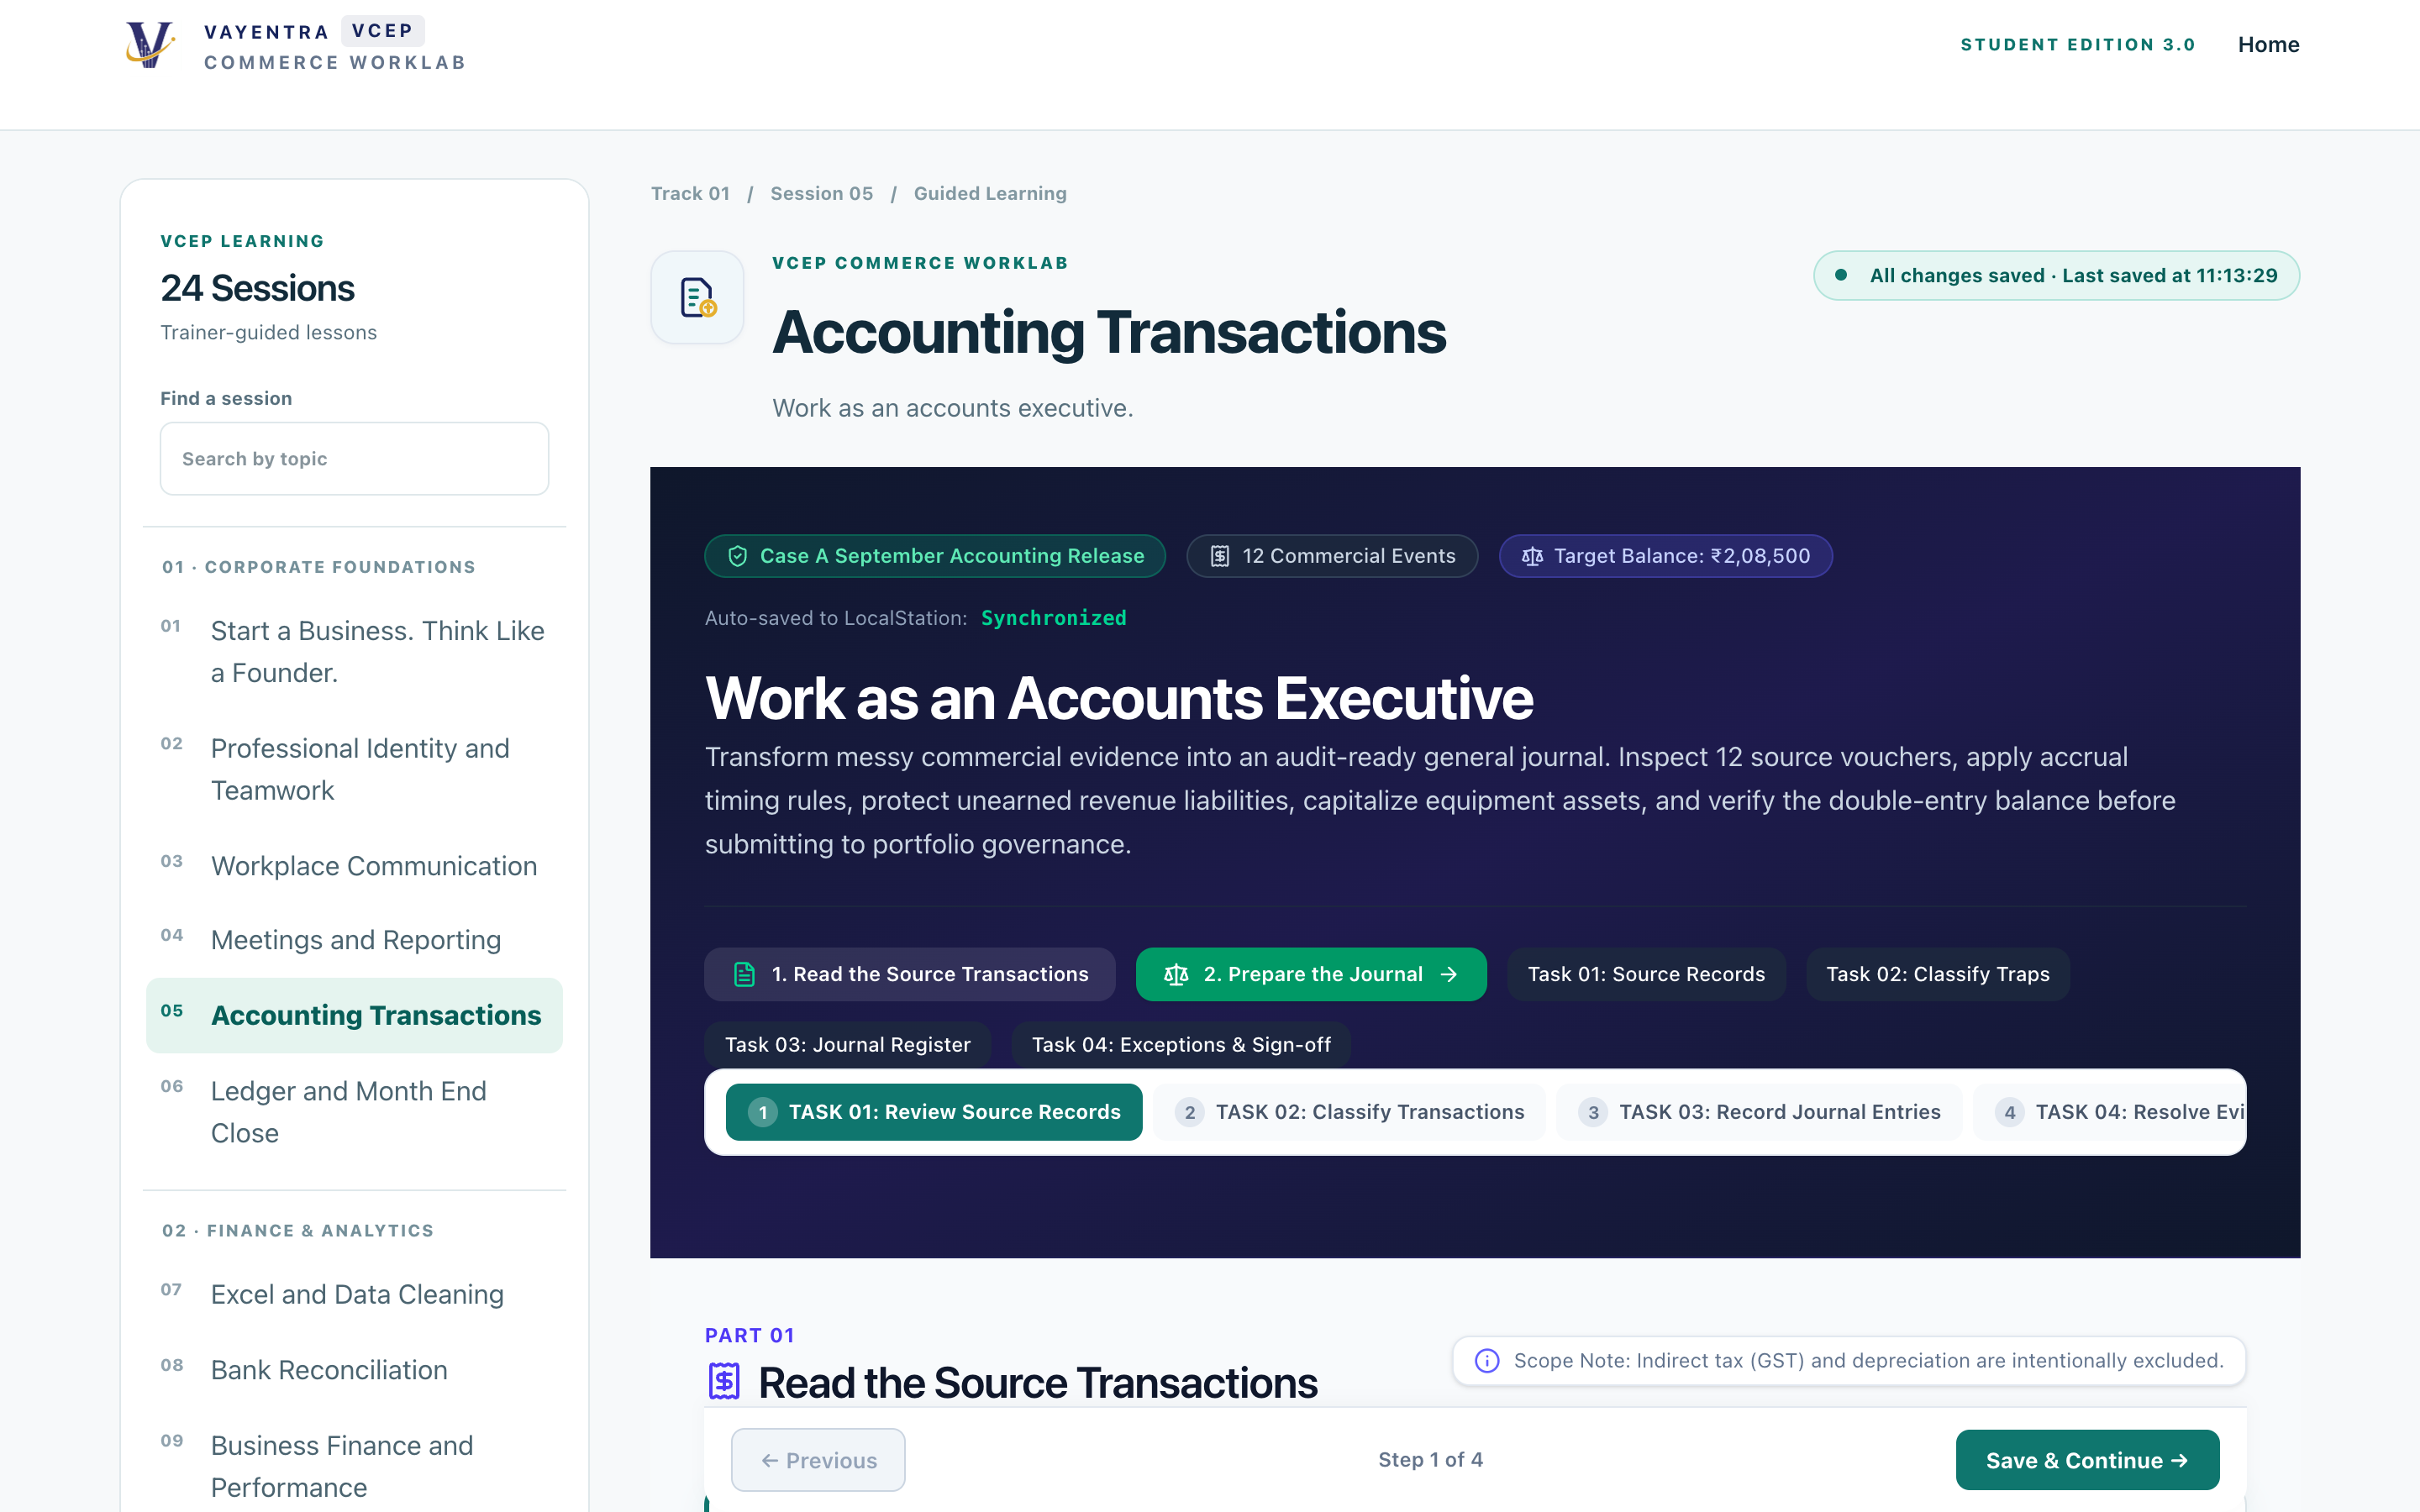 VAYENTRA VCEP
COMMERCE WORKLAB
STUDENT EDITION 3.0
Home
VCEP LEARNING
24 Sessions
Trainer-guided lessons
Find a session
Search by topic
01 · CORPORATE FOUNDATIONS
01 Start a Business. Think Like
a Founder.
02 Professional Identity and
Teamwork
03 Workplace Communication
04 Meetings and Reporting
05 Accounting Transactions
06 Ledger and Month End
Close
02 · FINANCE & ANALYTICS
07 Excel and Data Cleaning
08 Bank Reconciliation
09 Business Finance and
Performance
Track 01 / Session 05 / Guided Learning
VCEP COMMERCE WORKLAB
Accounting Transactions
Work as an accounts executive.
All changes saved · Last saved at 11:13:29
Case A September Accounting Release
12 Commercial Events
Target Balance: ₹2,08,500
Auto-saved to LocalStation: Synchronized
Work as an Accounts Executive
Transform messy commercial evidence into an audit-ready general journal. Inspect 12 source vouchers, apply accrual
timing rules, protect unearned revenue liabilities, capitalize equipment assets, and verify the double-entry balance before
submitting to portfolio governance.
1. Read the Source Transactions
2. Prepare the Journal →
Task 01: Source Records
Task 02: Classify Traps
Task 03: Journal Register
Task 04: Exceptions & Sign-off
1 TASK 01: Review Source Records
2 TASK 02: Classify Transactions
3 TASK 03: Record Journal Entries
4 TASK 04: Resolve Evi
PART 01
Read the Source Transactions
Scope Note: Indirect tax (GST) and depreciation are intentionally excluded.
← Previous
Step 1 of 4
Save & Continue →